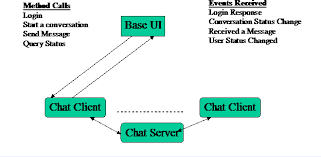 Method Calls
Login
Start a conversation
Send Message
Query Status
Base UI
Events Received
Login Response
Conversation Status Change
Received a Message
User Status Changed
Chat Client
Chat Client
Chat Server